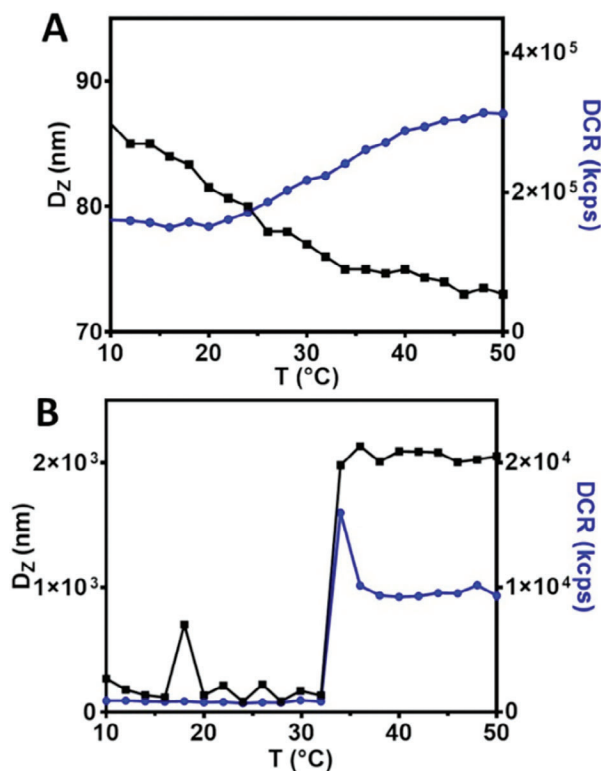 A
90
80
70
D_Z (nm)
4×10⁵
2×10⁵
0
DCR (kcps)
10 20 30 40 50
T (°C)
B
2×10³
1×10³
0
D_Z (nm)
2×10⁴
1×10⁴
0
DCR (kcps)
10 20 30 40 50
T (°C)